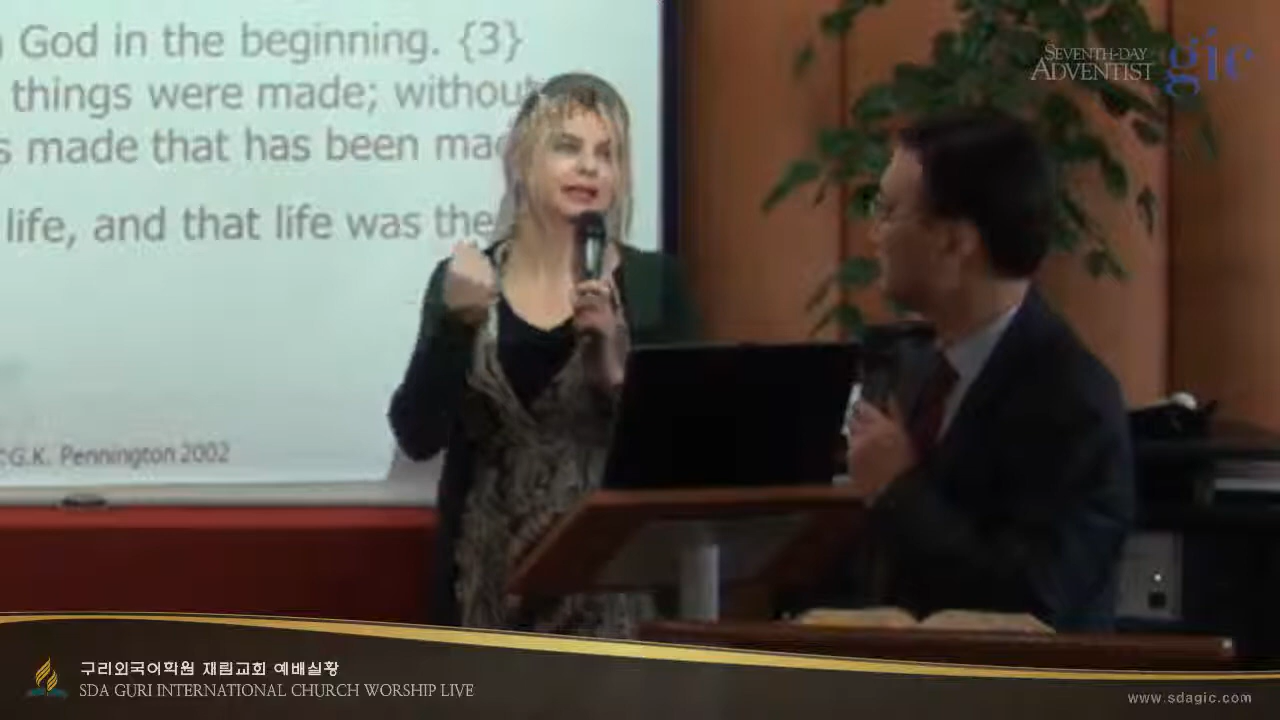 God in the beginning. {3}
things were made; without
s made that has been mad
life, and that life was the
©G.K. Pennington 2002
SEVENTH-DAY
ADVENTIST gic
구리외국어학원 재림교회 예배실황
SDA GURI INTERNATIONAL CHURCH WORSHIP LIVE
www.sdagic.com